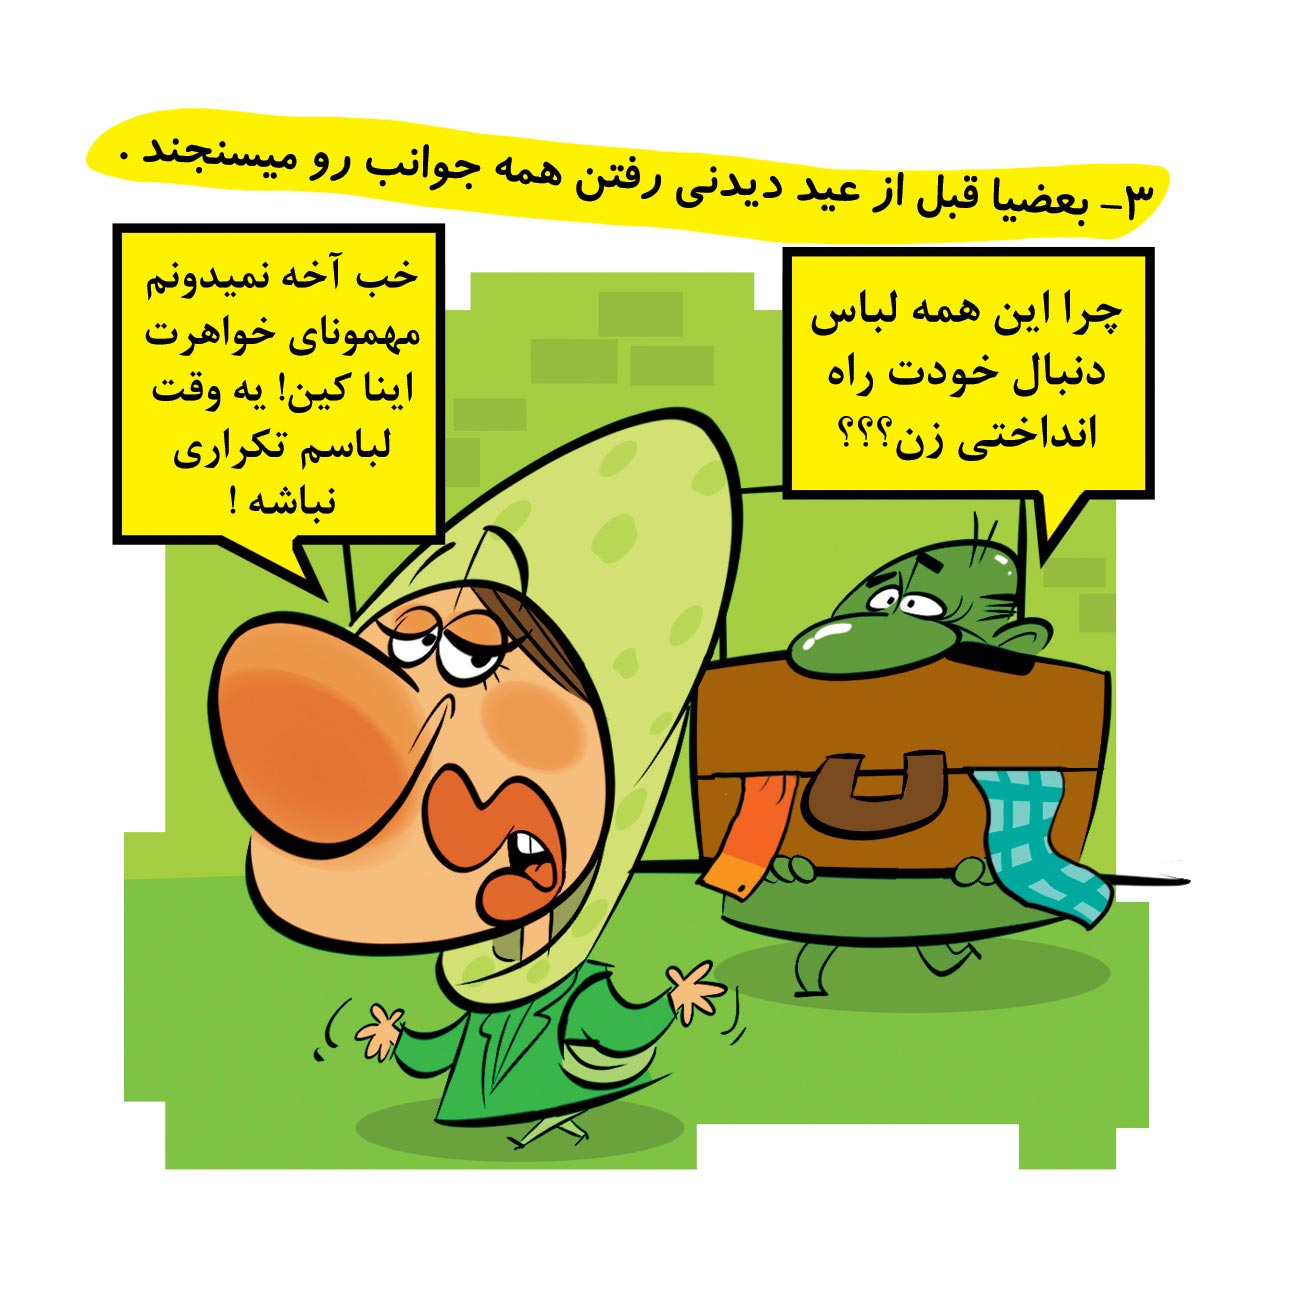 ۳- بعضیا قبل از عید دیدنی رفتن همه جوانب رو میسنجند .
چرا این همه لباس
دنبال خودت راه
انداختی زن؟؟؟
خب آخه نمیدونم
مهمونای خواهرت
اینا کین! یه وقت
لباسم تکراری
نباشه !